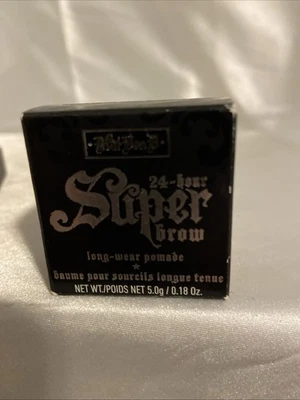 Kat Von D
24-hour
Super
brow
long-wear pomade
★
baume pour sourcils longue tenue
NET WT./POIDS NET 5.0g / 0.18 Oz.